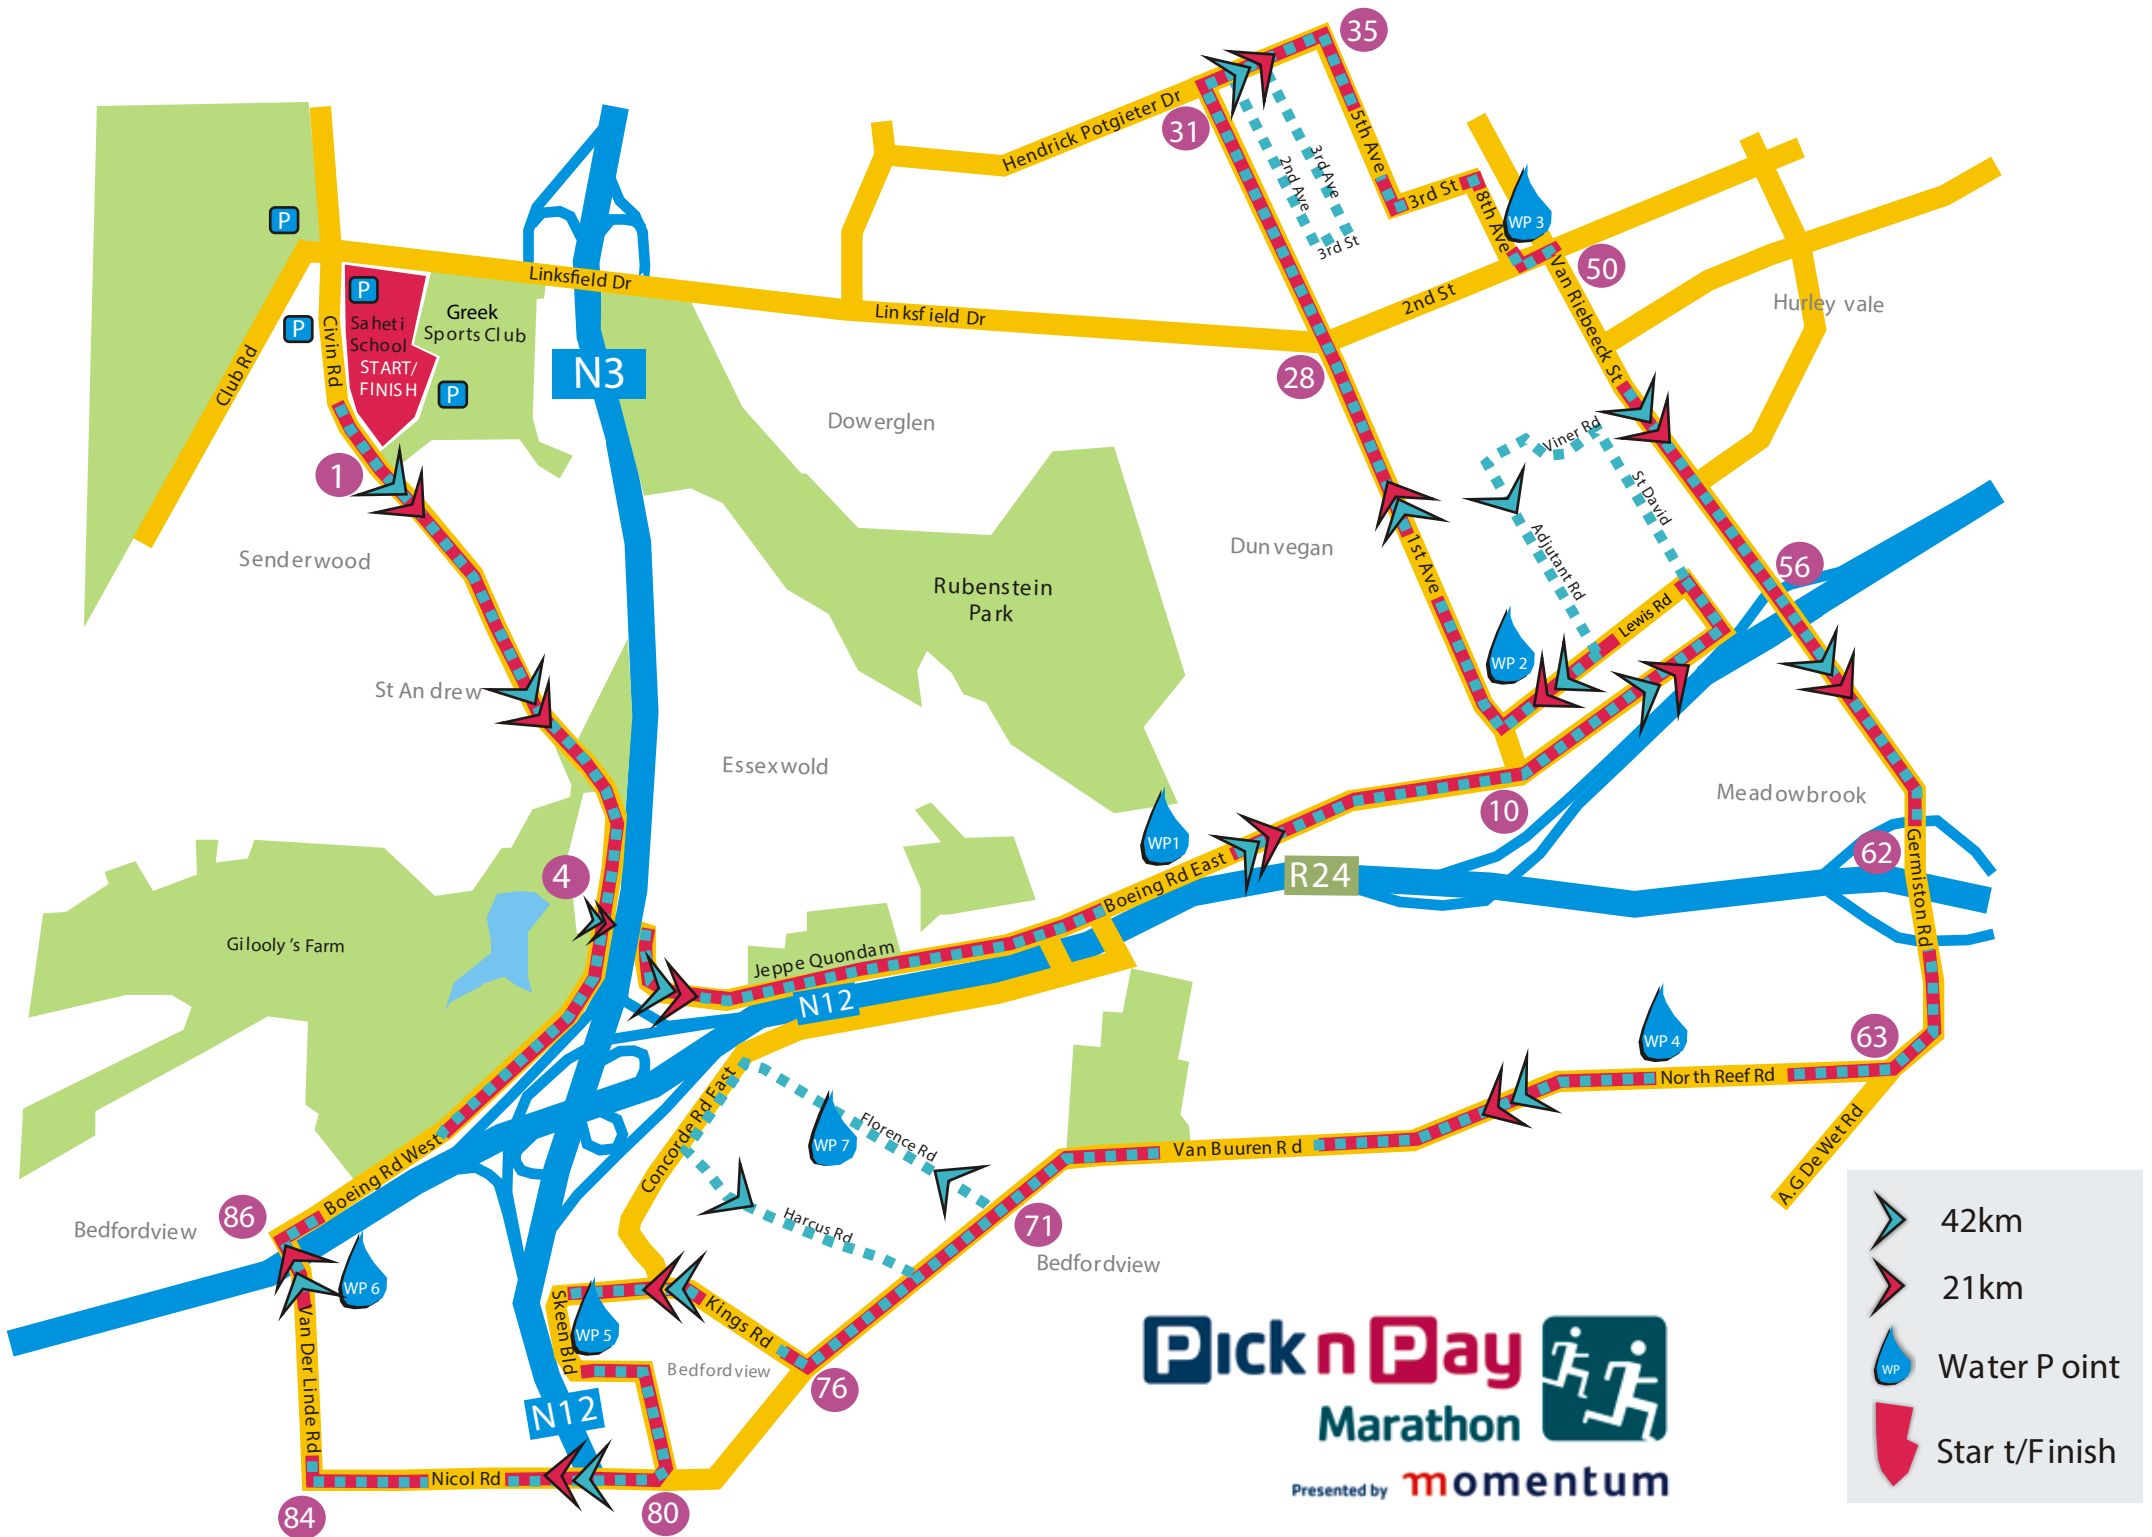 35
31
Hendrick Potgieter Dr
5th Ave
3rd Ave
2nd Ave
3rd St
3rd St
8th Ave
WP 3
50
P
Linksfield Dr
Linksfield Dr
2nd St
Van Riebeeck St
Hurley vale
P
P
Saheti
School
START/
FINISH
Greek
Sports Club
P
Civin Rd
Club Rd
N3
28
Dowerglen
Viner Rd
St David
Adjutant Rd
1
Senderwood
Dunvegan
1st Ave
56
Rubenstein
Park
Lewis Rd
WP 2
St Andrew
Essexwold
Meadowbrook
10
WP1
62
Germiston Rd
4
R24
Boeing Rd East
Gilooly's Farm
Jeppe Quondam
N12
WP 4
63
North Reef Rd
A.G De Wet Rd
Concorde Rd East
WP 7
Florence Rd
Van Buuren Rd
Boeing Rd West
86
Bedfordview
Harcus Rd
71
Bedfordview
WP 6
Van Der Linde Rd
Skeen Bld
WP 5
Kings Rd
Bedfordview
76
N12
Nicol Rd
84
80
Pick n Pay
Marathon
Presented by momentum
42km
21km
WP
Water Point
Start/Finish